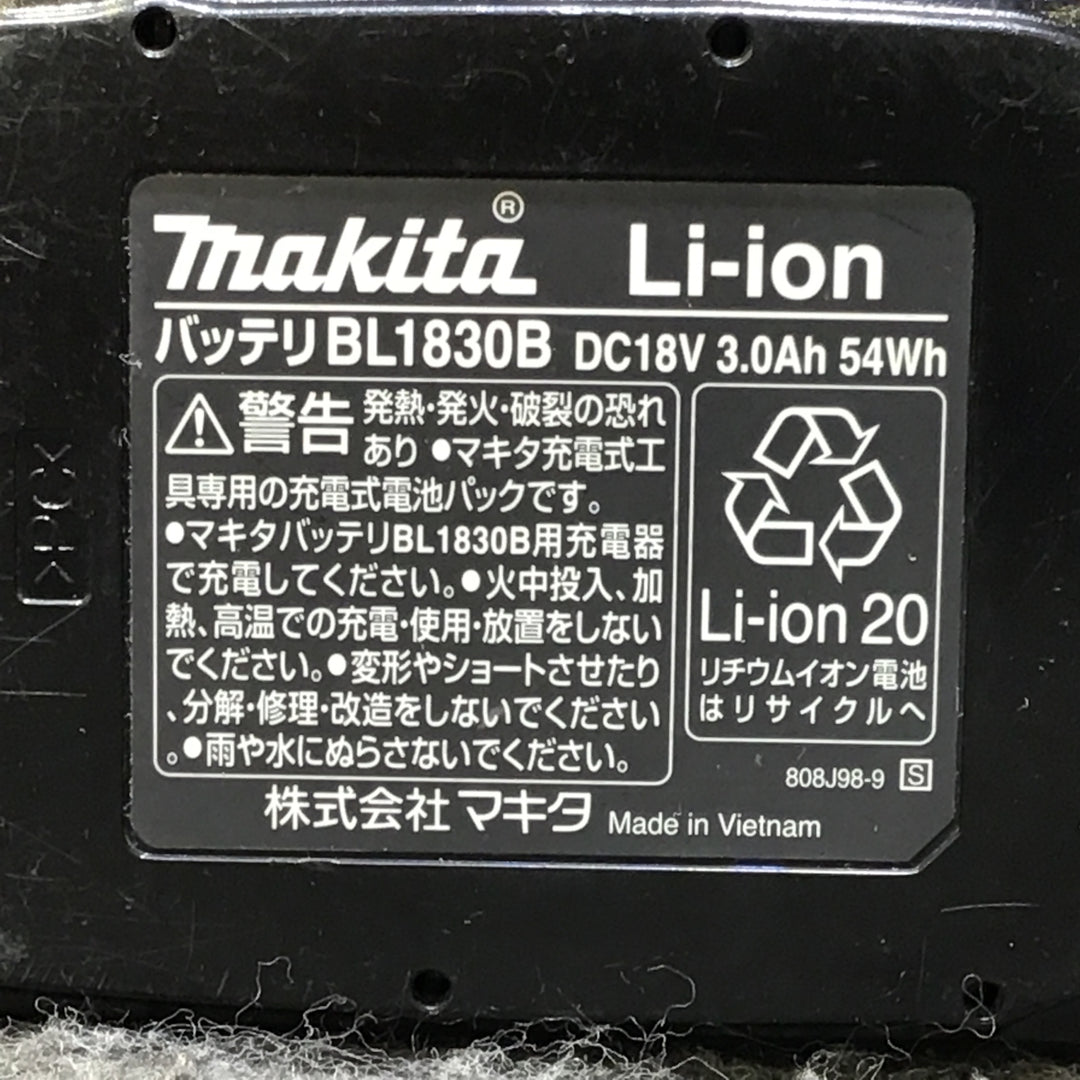 makita® Li-ion
バッテリBL1830B DC18V 3.0Ah 54Wh
警告 発熱・発火・破裂の恐れ
あり ●マキタ充電式工
具専用の充電式電池パックです。
●マキタバッテリBL1830B用充電器
で充電してください。●火中投入、加
熱、高温での充電・使用・放置をしない
でください。●変形やショートさせたり
、分解・修理・改造をしないでください
。●雨や水にぬらさないでください。
Li-ion 20
リチウムイオン電池
はリサイクルへ
808J98-9 S
株式会社マキタ Made in Vietnam